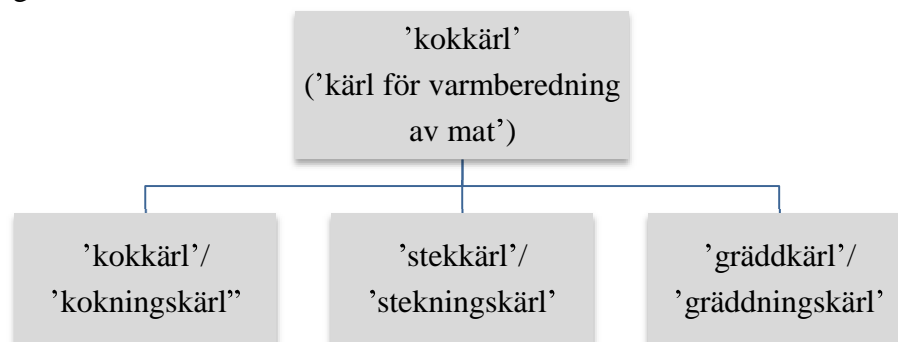 ’kokkärl’
(’kärl för varmberedning
av mat’)
’kokkärl’/
’kokningskärl”
’stekkärl’/
’stekningskärl’
’gräddkärl’/
’gräddningskärl’